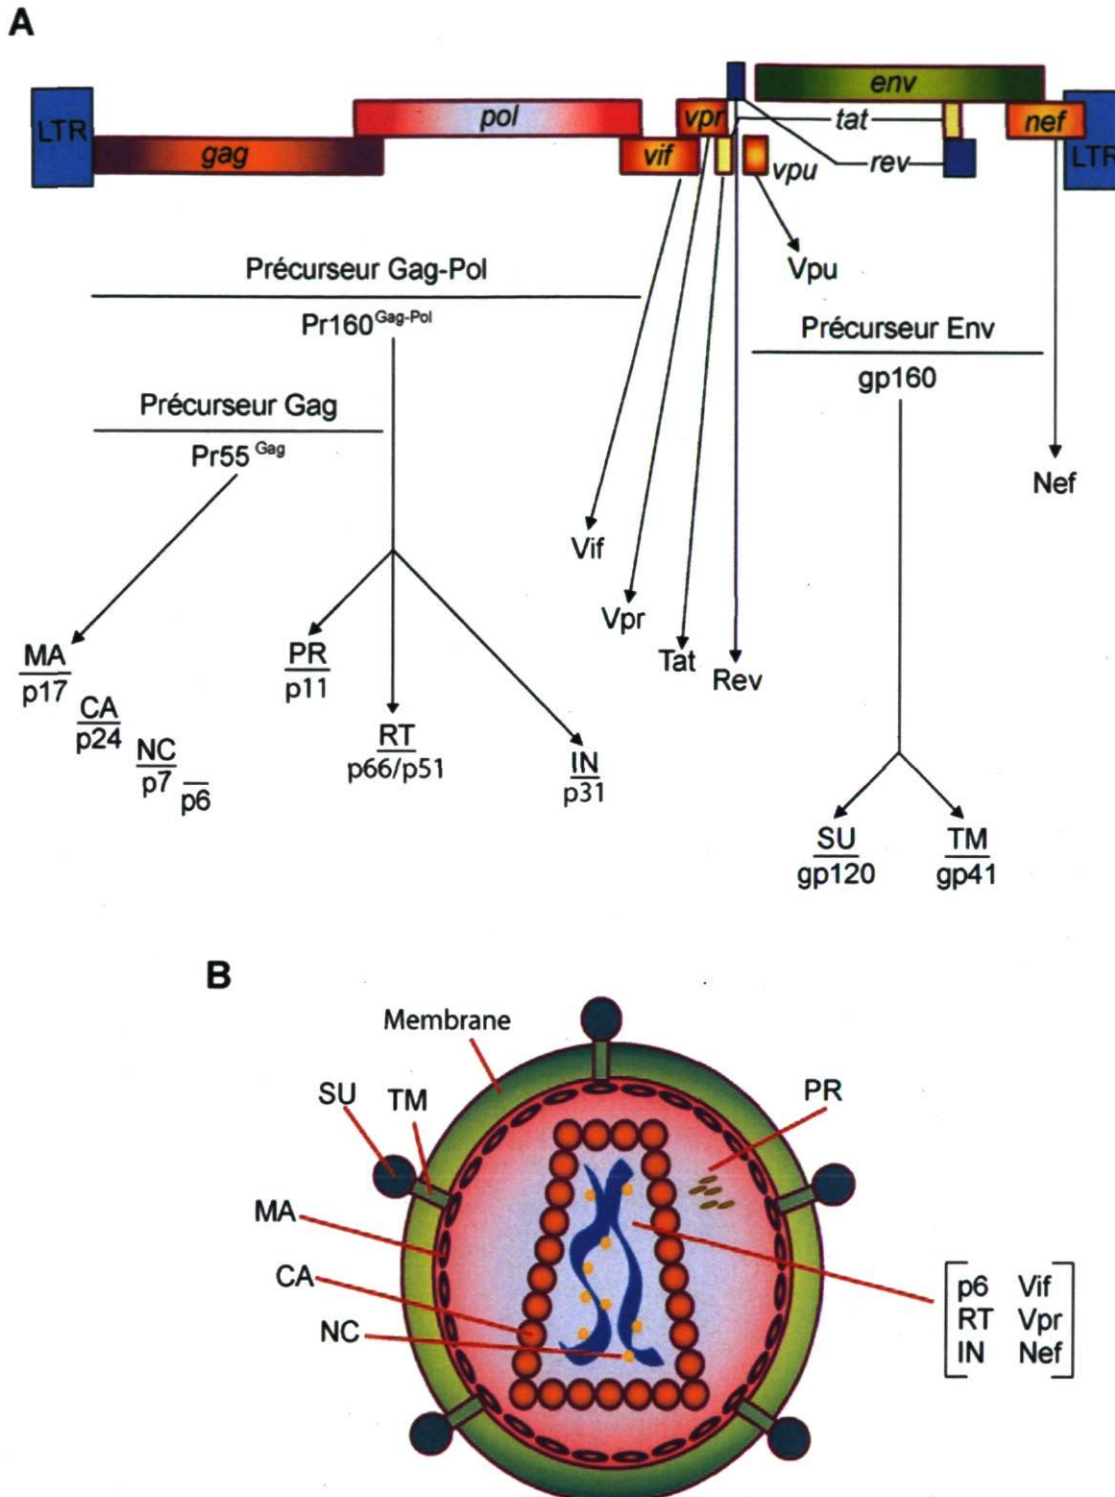 A
env
LTR
pol
vpr
tat
nef
gag
vif
vpu
rev
LTR
Vpu
Précurseur Gag-Pol
Pr160Gag-Pol
Précurseur Env
gp160
Précurseur Gag
Pr55 Gag
Nef
Vif
Vpr
Tat
Rev
MA
p17
CA
p24
NC
p7
p6
PR
p11
RT
p66/p51
IN
p31
SU
gp120
TM
gp41
B
Membrane
SU
TM
PR
MA
CA
NC
p6 Vif
RT Vpr
IN Nef